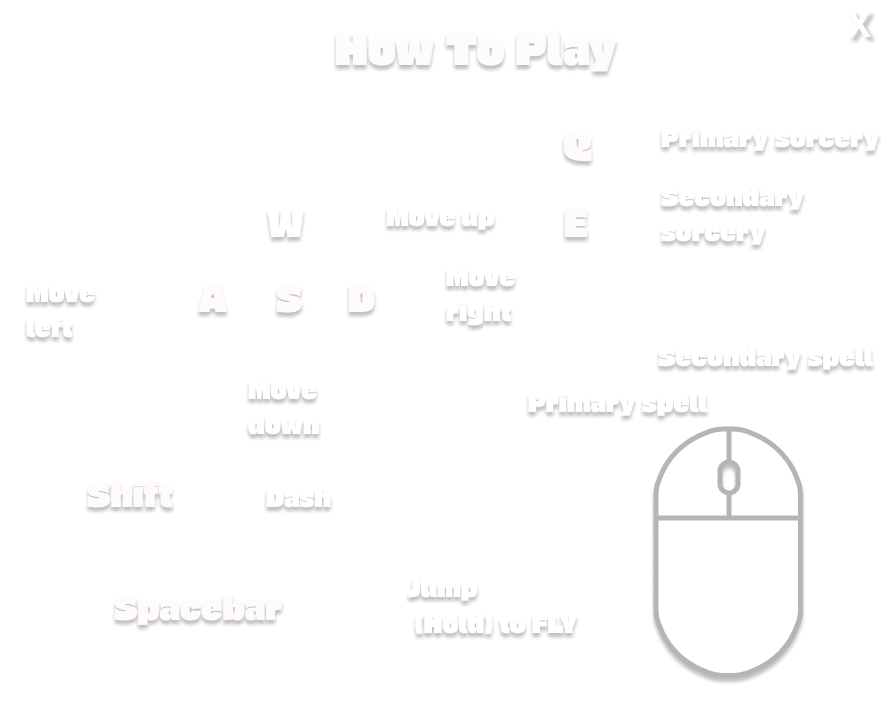 X
How To Play
Q
Primary sorcery
Secondary
sorcery
W
Move up
E
Move
right
Move
left
A S D
Secondary spell
Move
down
Primary spell
Shift
Dash
Jump
Spacebar
(Hold) to FLY